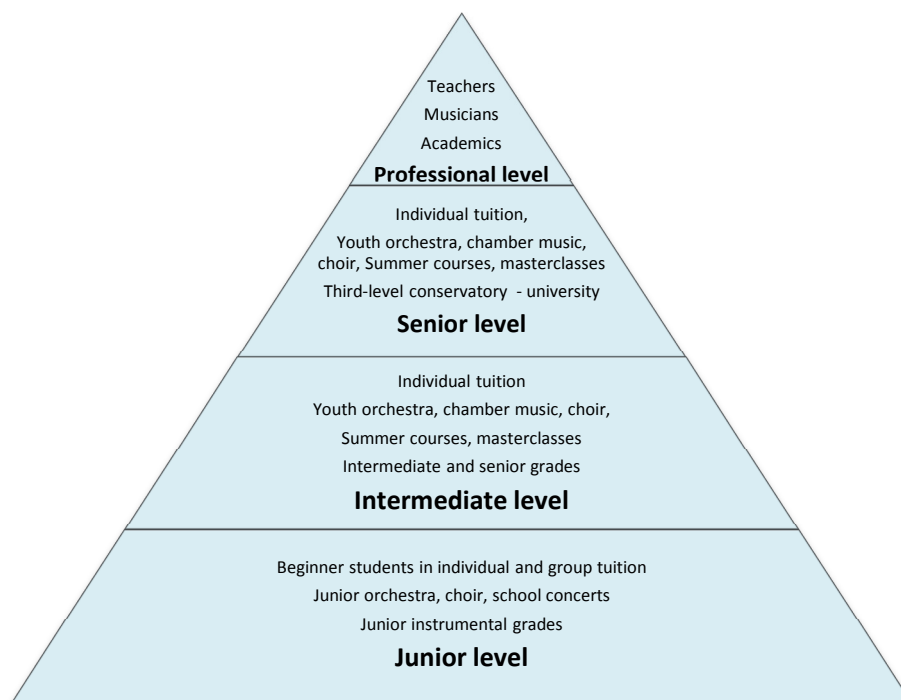 Teachers
Musicians
Academics
Professional level
Individual tuition,
Youth orchestra, chamber music,
choir, Summer courses, masterclasses
Third-level conservatory - university
Senior level
Individual tuition
Youth orchestra, chamber music, choir,
Summer courses, masterclasses
Intermediate and senior grades
Intermediate level
Beginner students in individual and group tuition
Junior orchestra, choir, school concerts
Junior instrumental grades
Junior level